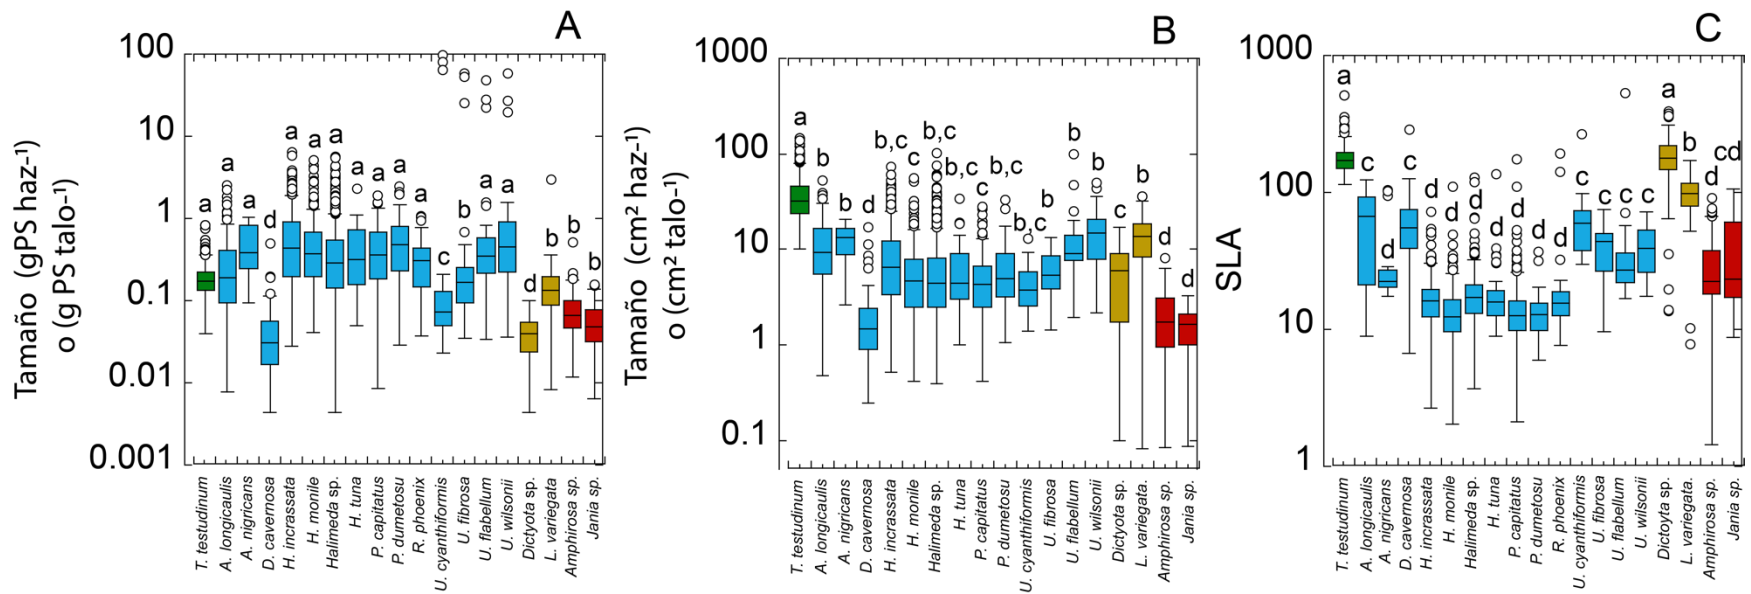 A
Tamaño (gPS haz⁻¹)
o (g PS talo⁻¹)
100
10
1
0.1
0.01
0.001
a
a
a
d
a
a
a
a
a
a
a
c
b
a
a
d
b
b
b
T. testudinum
A. longicaulis
A. nigricans
D. cavernosa
H. incrassata
H. monile
Halimeda sp.
H. tuna
P. capitatus
P. dumetosu
R. phoenix
U. cyanthiformis
U. fibrosa
U. flabellum
U. wilsonii
Dictyota sp.
L. variegata
Amphirosa sp.
Jania sp.
B
Tamaño (cm² haz⁻¹)
o (cm² talo⁻¹)
1000
100
10
1
0.1
a
b
b
d
b,c
c
b,c
b,c
c
b,c
b,c
b
b
b
c
b
d
d
T. testudinum
A. longicaulis
A. nigricans
D. cavernosa
H. incrassata
H. monile
Halimeda sp.
H. tuna
P. capitatus
P. dumetosu
U. cyanthiformis
U. fibrosa
U. flabellum
U. wilsonii
Dictyota sp.
L. variegata
Amphirosa sp.
Jania sp.
C
SLA
1000
100
10
1
a
c
d
c
d
d
d
d
d
d
d
c
c
c
c
a
b
d
cd
T. testudinum
A. longicaulis
A. nigricans
D. cavernosa
H. incrassata
H. monile
Halimeda sp.
H. tuna
P. capitatus
P. dumetosu
R. phoenix
U. cyanthiformis
U. fibrosa
U. flabellum
U. wilsonii
Dictoyta sp.
L. variegata.
Amphirosa sp.
Jania sp.